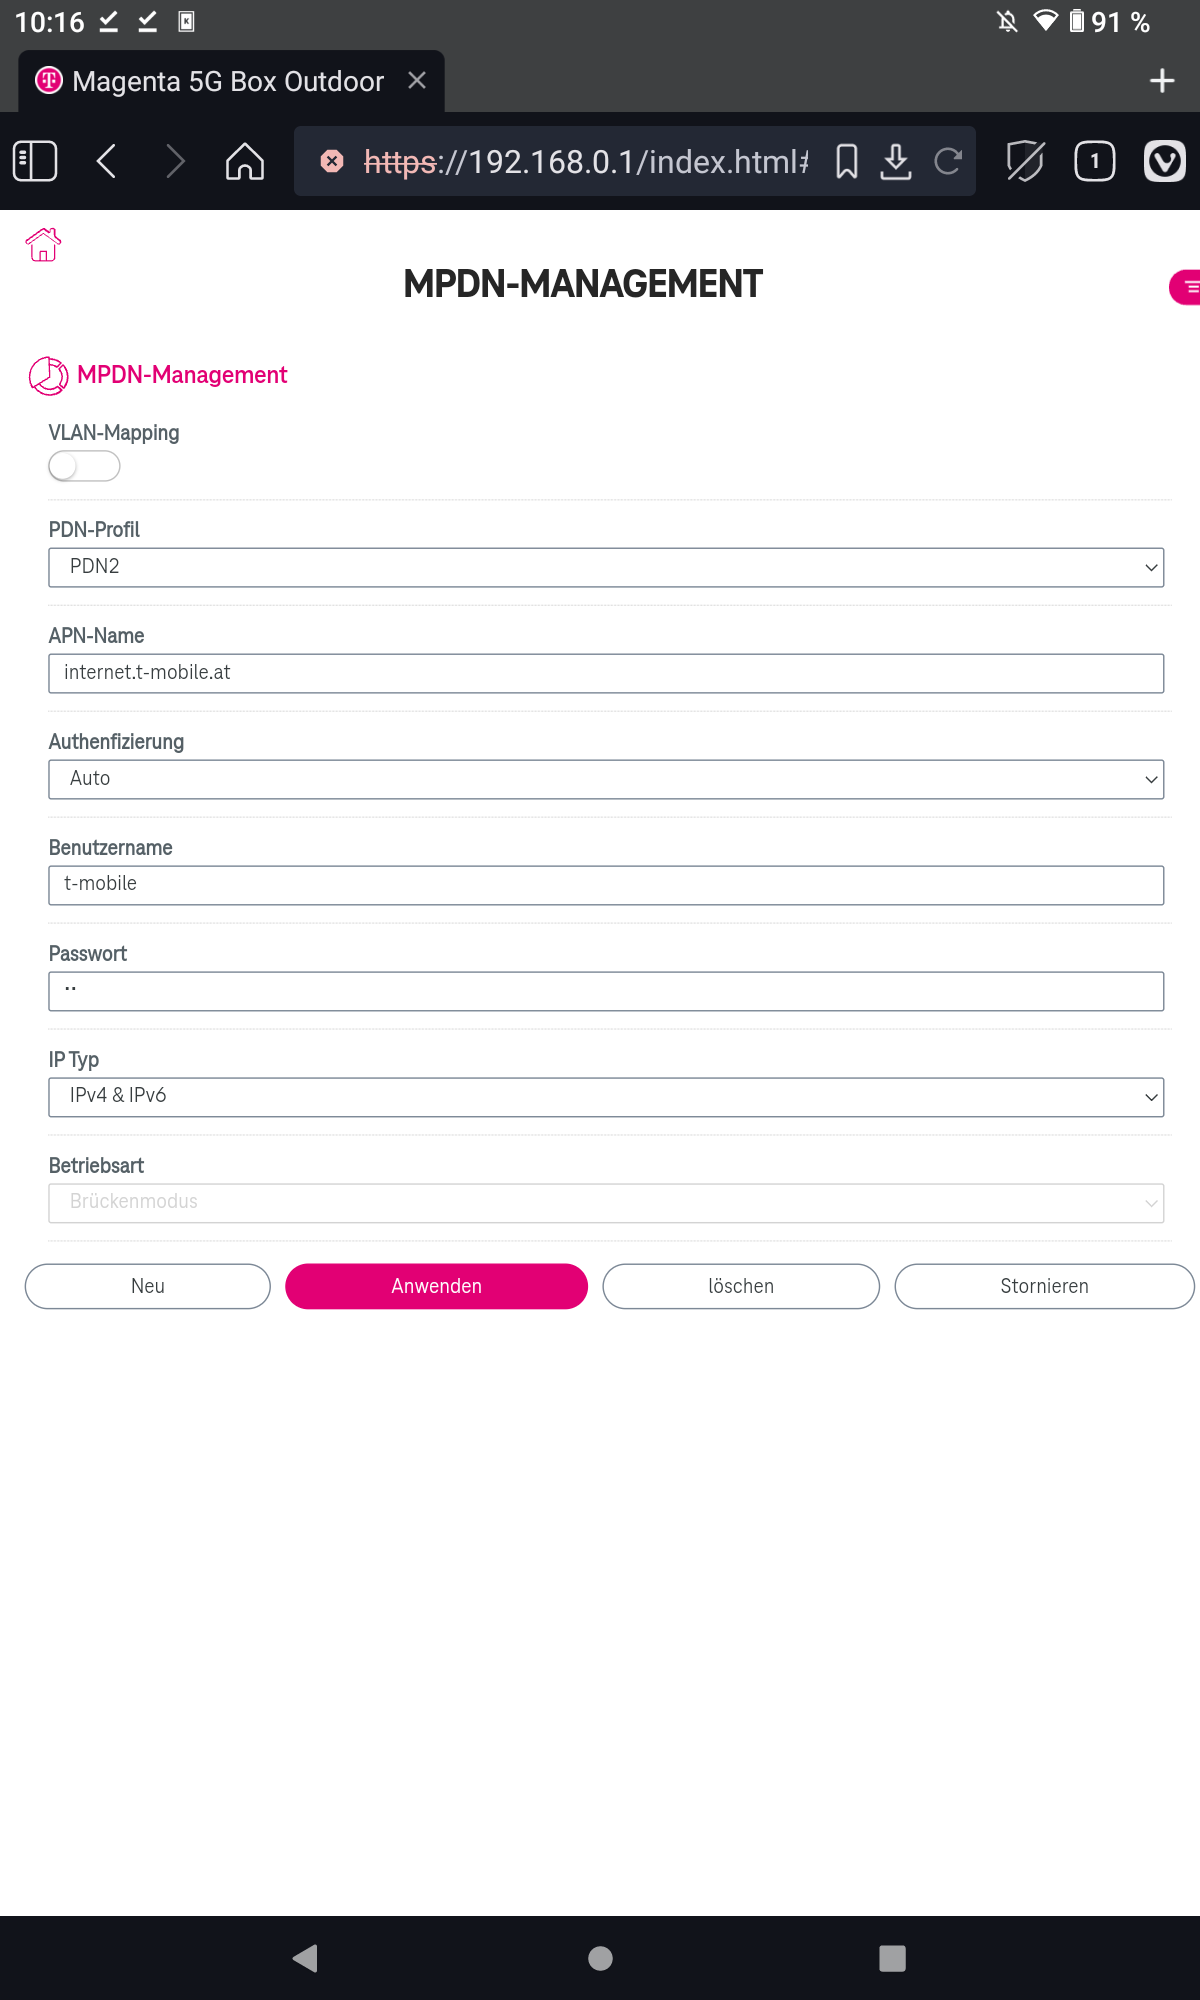 10:16
91 %
Magenta 5G Box Outdoor
https://192.168.0.1/index.html#
1
MPDN-MANAGEMENT
MPDN-Management
VLAN-Mapping
PDN-Profil
PDN2
APN-Name
internet.t-mobile.at
Authenfizierung
Auto
Benutzername
t-mobile
Passwort
··
IP Typ
IPv4 & IPv6
Betriebsart
Brückenmodus
Neu
Anwenden
löschen
Stornieren